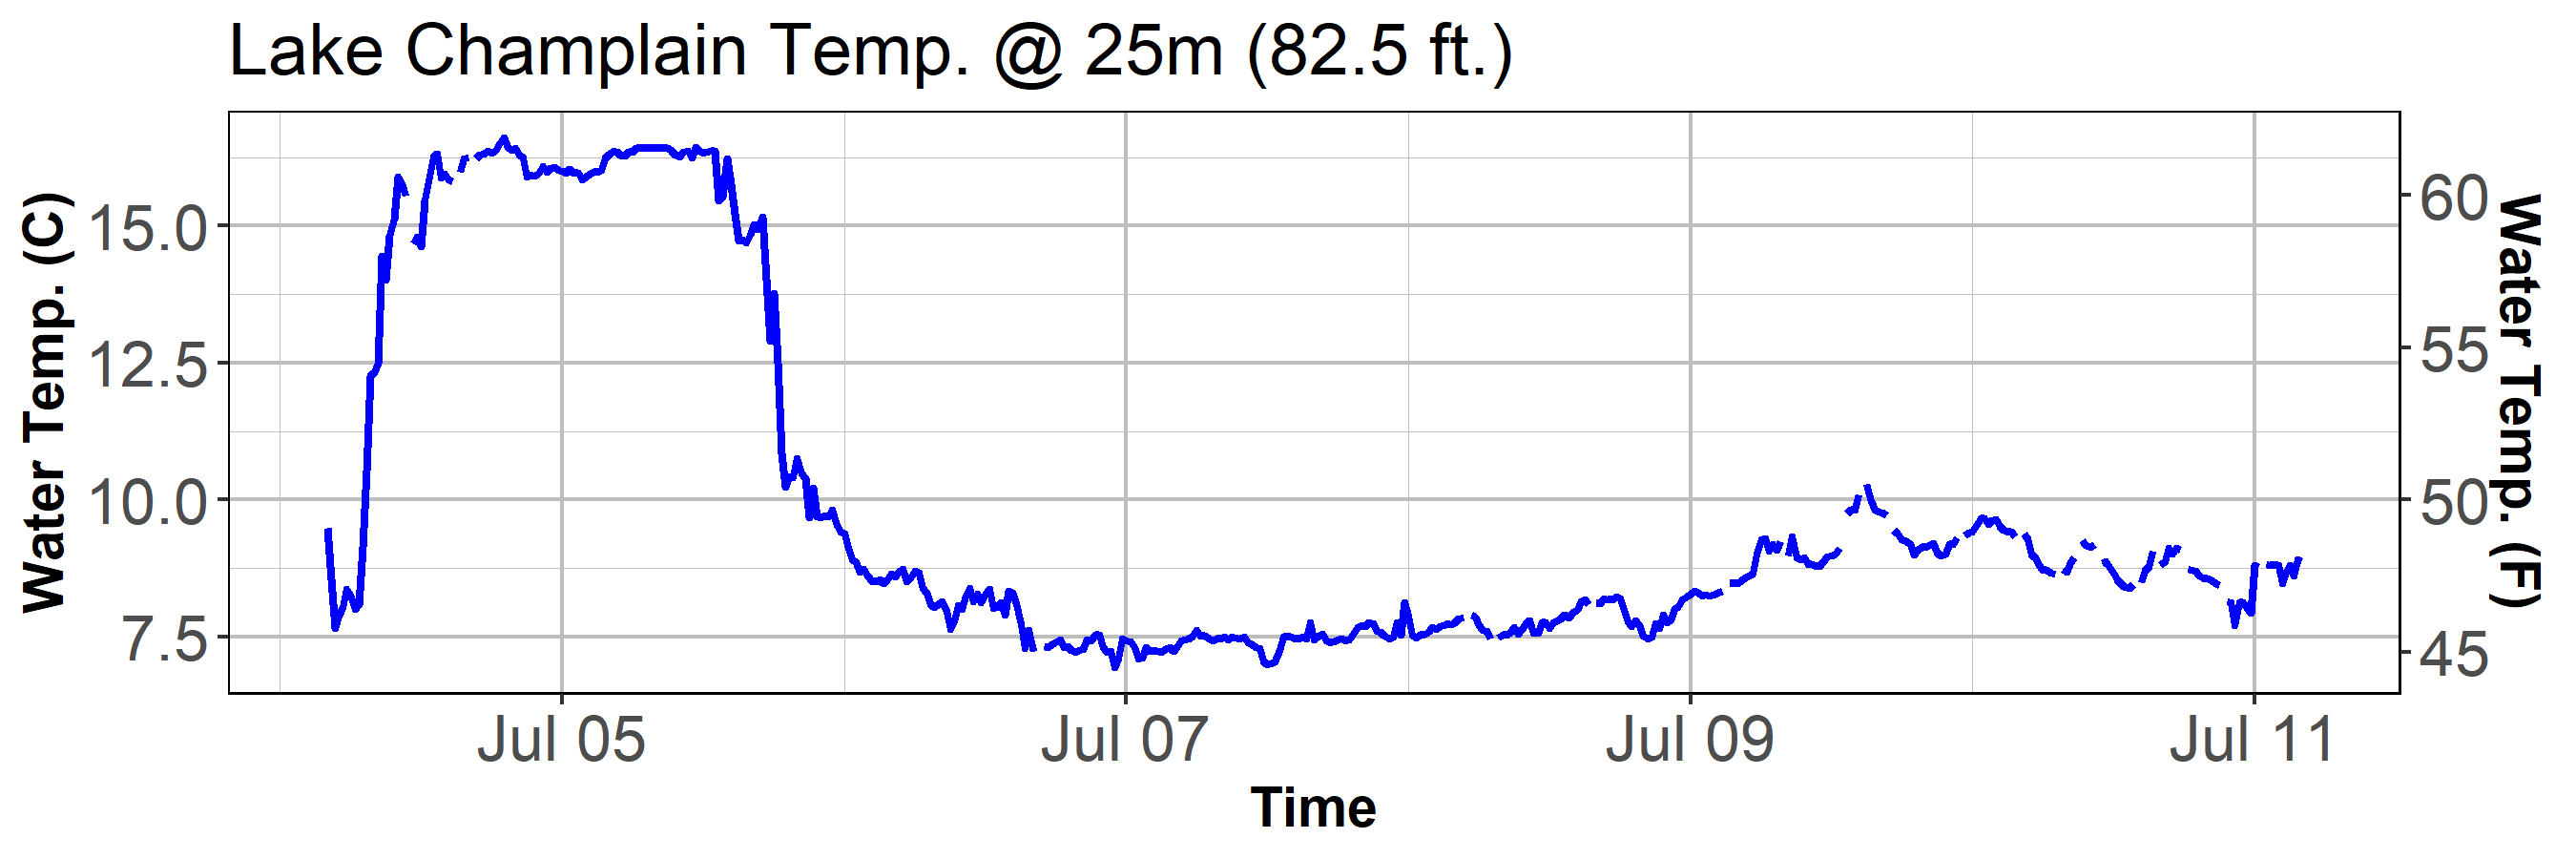 Lake Champlain Temp. @ 25m (82.5 ft.)
Water Temp. (C)
15.0
12.5
10.0
7.5
60
55
50
45
Water Temp. (F)
Jul 05 Jul 07 Jul 09 Jul 11
Time